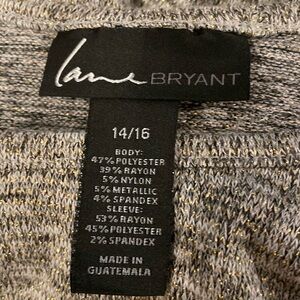 Lane BRYANT
14/16
BODY:
47% POLYESTER
39% RAYON
5% NYLON
5% METALLIC
4% SPANDEX
SLEEVE:
53% RAYON
45% POLYESTER
2% SPANDEX
MADE IN
GUATEMALA